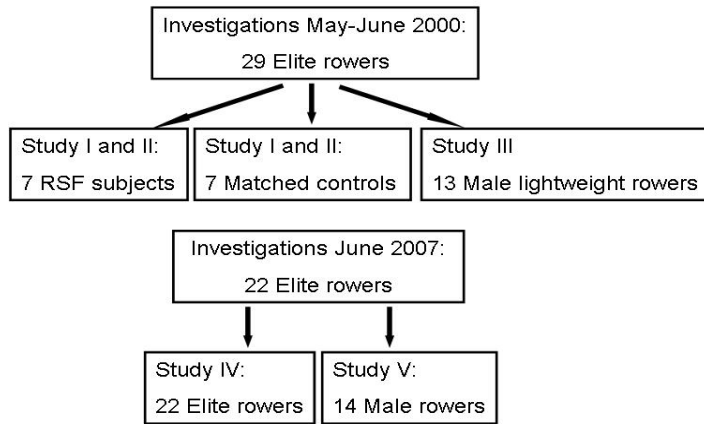 Investigations May-June 2000:
29 Elite rowers
Study I and II:
7 RSF subjects
Study I and II:
7 Matched controls
Study III
13 Male lightweight rowers
Investigations June 2007:
22 Elite rowers
Study IV:
22 Elite rowers
Study V:
14 Male rowers